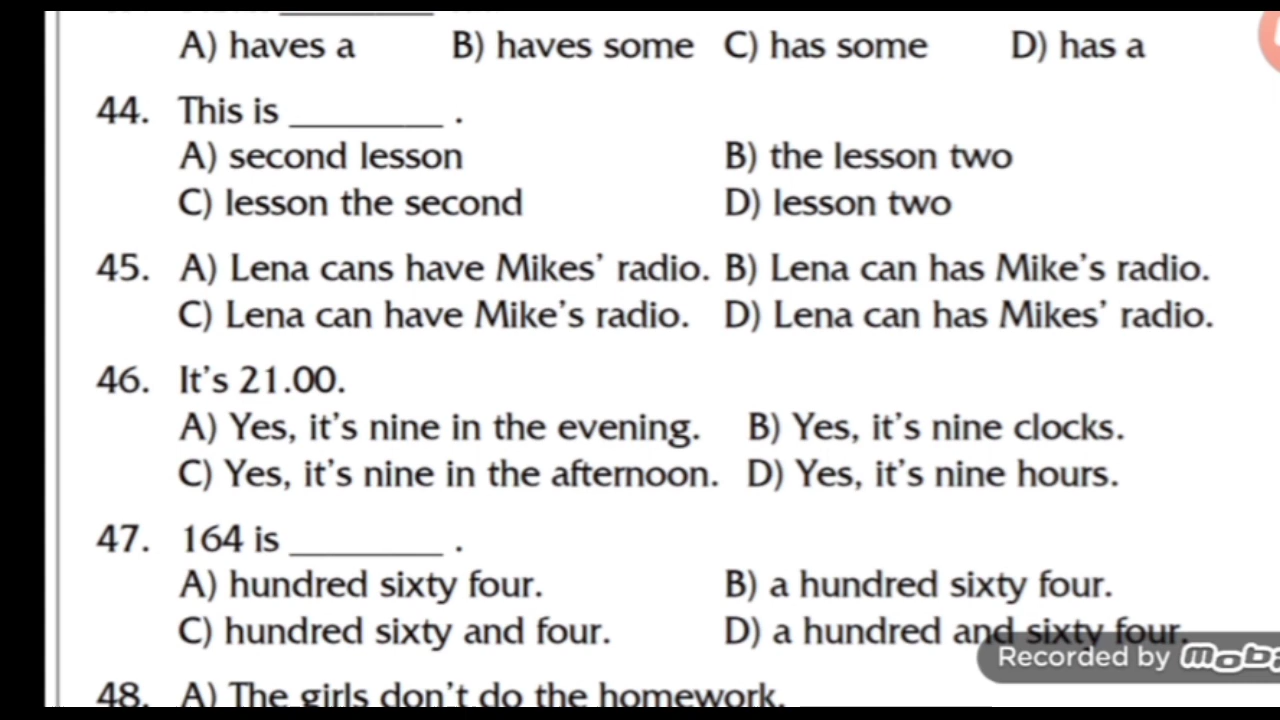 A) haves a B) haves some C) has some D) has a
44. This is ________ .
A) second lesson B) the lesson two
C) lesson the second D) lesson two
45. A) Lena cans have Mikes’ radio. B) Lena can has Mike’s radio.
C) Lena can have Mike’s radio. D) Lena can has Mikes’ radio.
46. It’s 21.00.
A) Yes, it’s nine in the evening. B) Yes, it’s nine clocks.
C) Yes, it’s nine in the afternoon. D) Yes, it’s nine hours.
47. 164 is ________ .
A) hundred sixty four. B) a hundred sixty four.
C) hundred sixty and four. D) a hundred and sixty four.
Recorded by
48. A) The girls don’t do the homework.